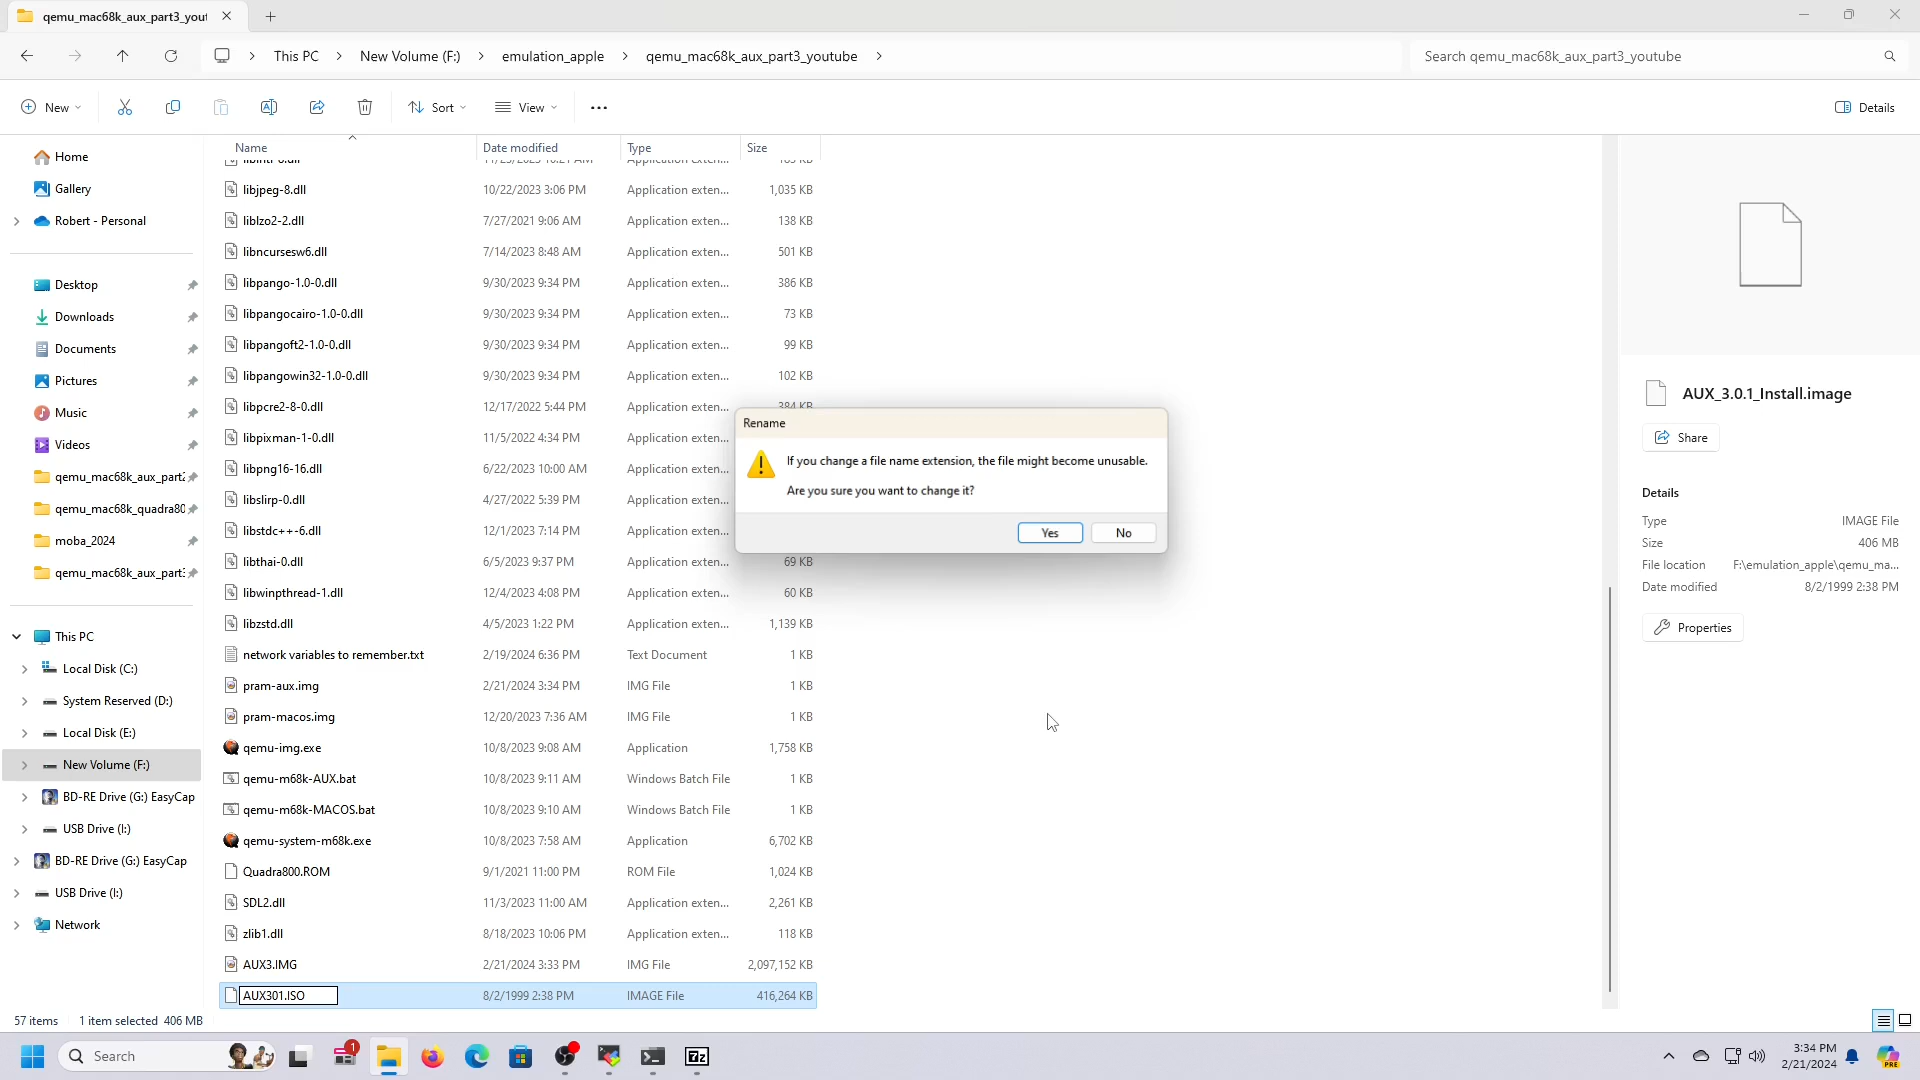 qemu_mac68k_aux_part3_yout
This PC
New Volume (F:)
emulation_apple
qemu_mac68k_aux_part3_youtube
Search qemu_mac68k_aux_part3_youtube
New
Sort
View
Details
Home
Gallery
Robert - Personal
Desktop
Downloads
Documents
Pictures
Music
Videos
qemu_mac68k_aux_part2
qemu_mac68k_quadra80
moba_2024
qemu_mac68k_aux_part3
This PC
Local Disk (C:)
System Reserved (D:)
Local Disk (E:)
New Volume (F:)
BD-RE Drive (G:) EasyCap
USB Drive (I:)
BD-RE Drive (G:) EasyCap
USB Drive (I:)
Network
Name Date modified Type Size
libjpeg-8.dll 10/22/2023 3:06 PM Application exten... 1,035 KB
liblzo2-2.dll 7/27/2021 9:06 AM Application exten... 138 KB
libncursesw6.dll 7/14/2023 8:48 AM Application exten... 501 KB
libpango-1.0-0.dll 9/30/2023 9:34 PM Application exten... 386 KB
libpangocairo-1.0-0.dll 9/30/2023 9:34 PM Application exten... 73 KB
libpangoft2-1.0-0.dll 9/30/2023 9:34 PM Application exten... 99 KB
libpangowin32-1.0-0.dll 9/30/2023 9:34 PM Application exten... 102 KB
libpcre2-8-0.dll 12/17/2022 5:44 PM Application exten... 384 KB
libpixman-1-0.dll 11/5/2022 4:34 PM Application exten...
libpng16-16.dll 6/22/2023 10:00 AM Application exten...
libslirp-0.dll 4/27/2022 5:39 PM Application exten...
libstdc++-6.dll 12/1/2023 7:14 PM Application exten...
libthai-0.dll 6/5/2023 9:37 PM Application exten... 69 KB
libwinpthread-1.dll 12/4/2023 4:08 PM Application exten... 60 KB
libzstd.dll 4/5/2023 1:22 PM Application exten... 1,139 KB
network variables to remember.txt 2/19/2024 6:36 PM Text Document 1 KB
pram-aux.img 2/21/2024 3:34 PM IMG File 1 KB
pram-macos.img 12/20/2023 7:36 AM IMG File 1 KB
qemu-img.exe 10/8/2023 9:08 AM Application 1,758 KB
qemu-m68k-AUX.bat 10/8/2023 9:11 AM Windows Batch File 1 KB
qemu-m68k-MACOS.bat 10/8/2023 9:10 AM Windows Batch File 1 KB
qemu-system-m68k.exe 10/8/2023 7:58 AM Application 6,702 KB
Quadra800.ROM 9/1/2021 11:00 PM ROM File 1,024 KB
SDL2.dll 11/3/2023 11:00 AM Application exten... 2,261 KB
zlib1.dll 8/18/2023 10:06 PM Application exten... 118 KB
AUX3.IMG 2/21/2024 3:33 PM IMG File 2,097,152 KB
AUX301.ISO 8/2/1999 2:38 PM IMAGE File 416,264 KB
Rename
If you change a file name extension, the file might become unusable.
Are you sure you want to change it?
Yes No
AUX_3.0.1_Install.image
Share
Details
Type IMAGE File
Size 406 MB
File location F:\emulation_apple\qemu_ma...
Date modified 8/2/1999 2:38 PM
Properties
57 items 1 item selected 406 MB
Search
1
7z
3:34 PM
2/21/2024
PRE